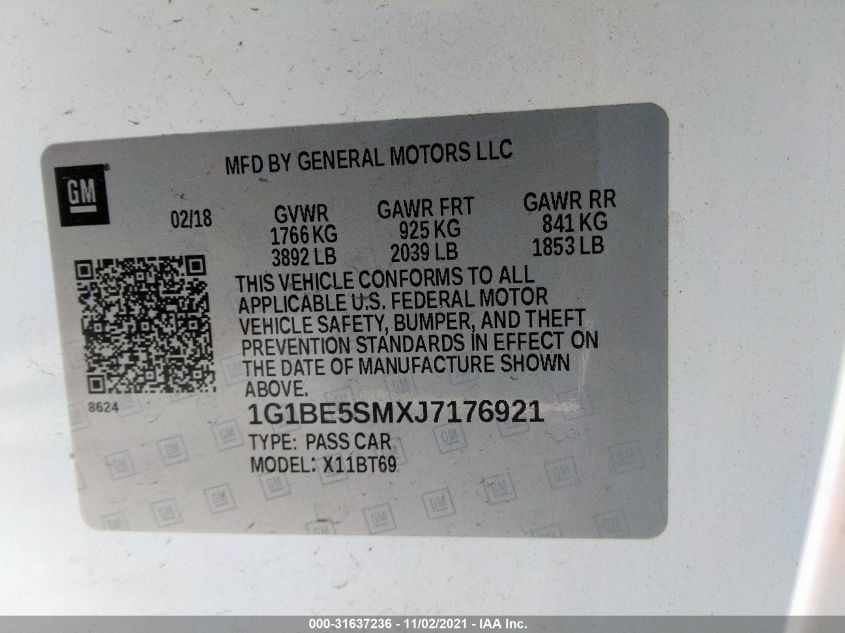 MFD BY GENERAL MOTORS LLC
GM
02/18
GVWR
1766 KG
3892 LB
GAWR FRT
925 KG
2039 LB
GAWR RR
841 KG
1853 LB
THIS VEHICLE CONFORMS TO ALL
APPLICABLE U.S. FEDERAL MOTOR
VEHICLE SAFETY, BUMPER, AND THEFT
PREVENTION STANDARDS IN EFFECT ON
THE DATE OF MANUFACTURE SHOWN
ABOVE.
8624
1G1BE5SMXJ7176921
TYPE: PASS CAR
MODEL: X11BT69
000-31637236 - 11/02/2021 - IAA Inc.